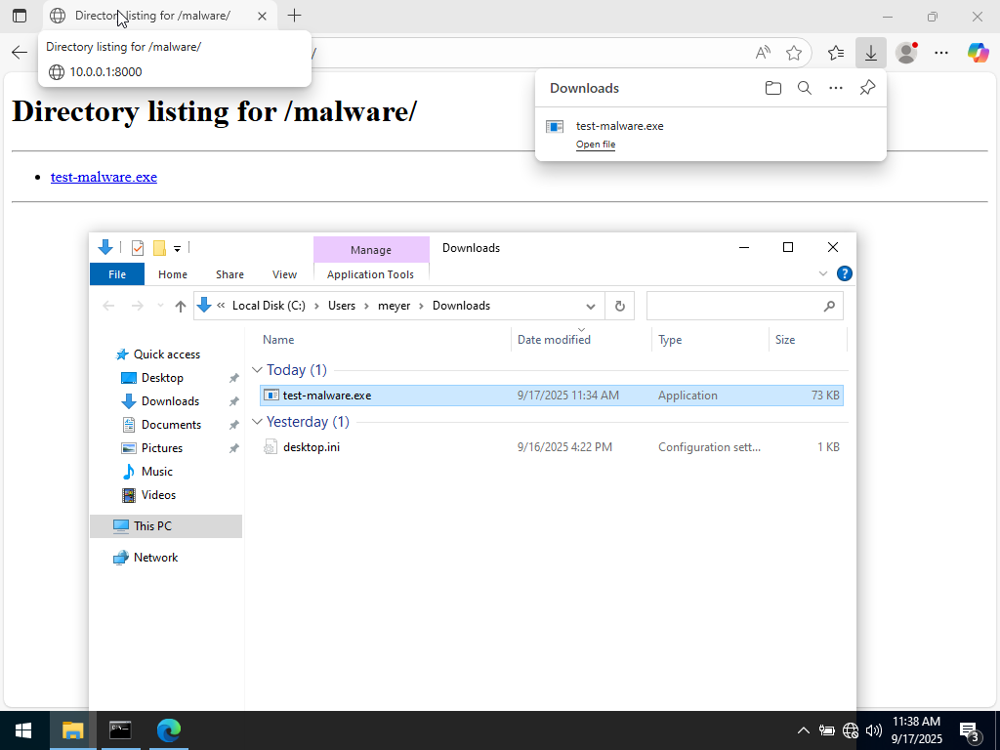 Directory listing for /malware/
Directory listing for /malware/
10.0.0.1:8000
Directory listing for /malware/
test-malware.exe
Downloads
test-malware.exe
Open file
Manage
Downloads
File
Home
Share
View
Application Tools
« Local Disk (C:) › Users › meyer › Downloads
Name
Date modified
Type
Size
Quick access
Desktop
Downloads
Documents
Pictures
Music
Videos
This PC
Network
Today (1)
test-malware.exe 9/17/2025 11:34 AM Application 73 KB
Yesterday (1)
desktop.ini 9/16/2025 4:22 PM Configuration sett... 1 KB
11:38 AM
9/17/2025
3